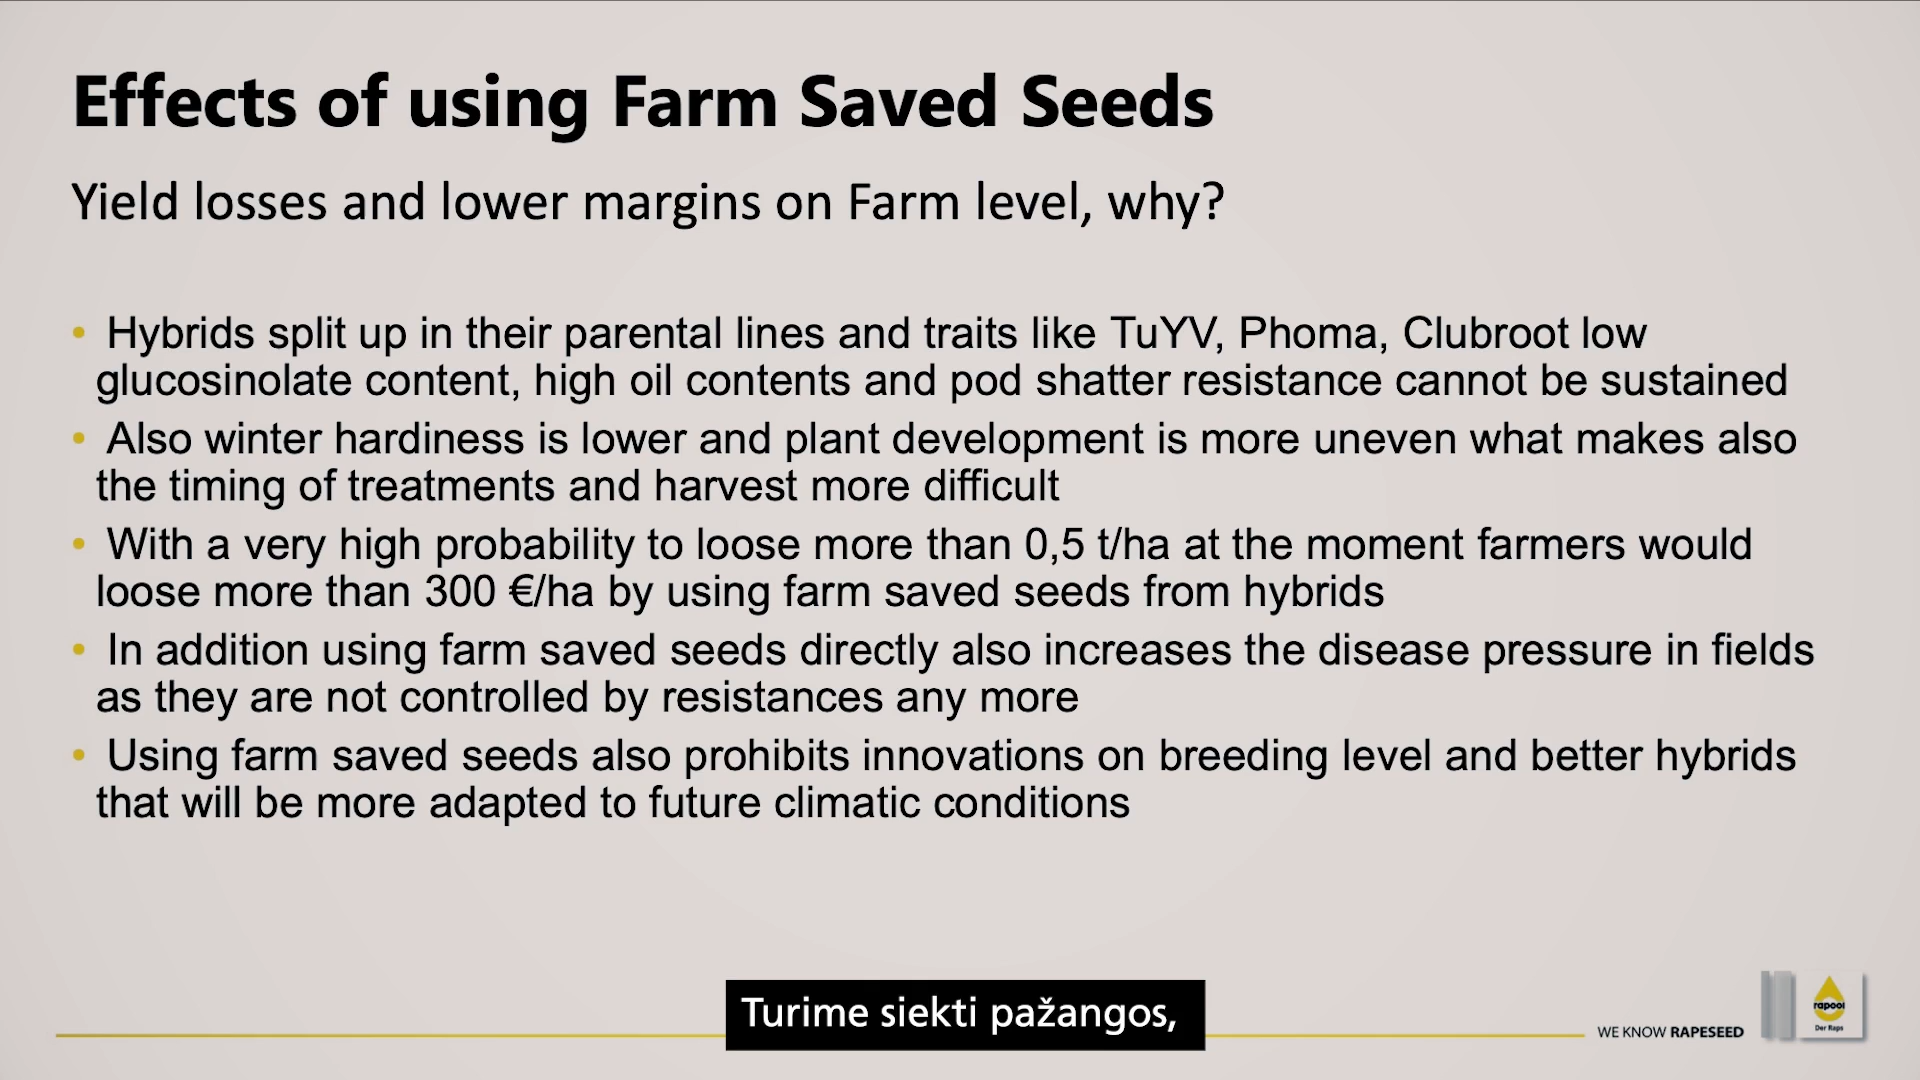 Effects of using Farm Saved Seeds
Yield losses and lower margins on Farm level, why?
• Hybrids split up in their parental lines and traits like TuYV, Phoma, Clubroot low
glucosinolate content, high oil contents and pod shatter resistance cannot be sustained
• Also winter hardiness is lower and plant development is more uneven what makes also
the timing of treatments and harvest more difficult
• With a very high probability to loose more than 0,5 t/ha at the moment farmers would
loose more than 300 €/ha by using farm saved seeds from hybrids
• In addition using farm saved seeds directly also increases the disease pressure in fields
as they are not controlled by resistances any more
• Using farm saved seeds also prohibits innovations on breeding level and better hybrids
that will be more adapted to future climatic conditions
Turime siekti pažangos,
WE KNOW RAPESEED
rapool
Der Raps